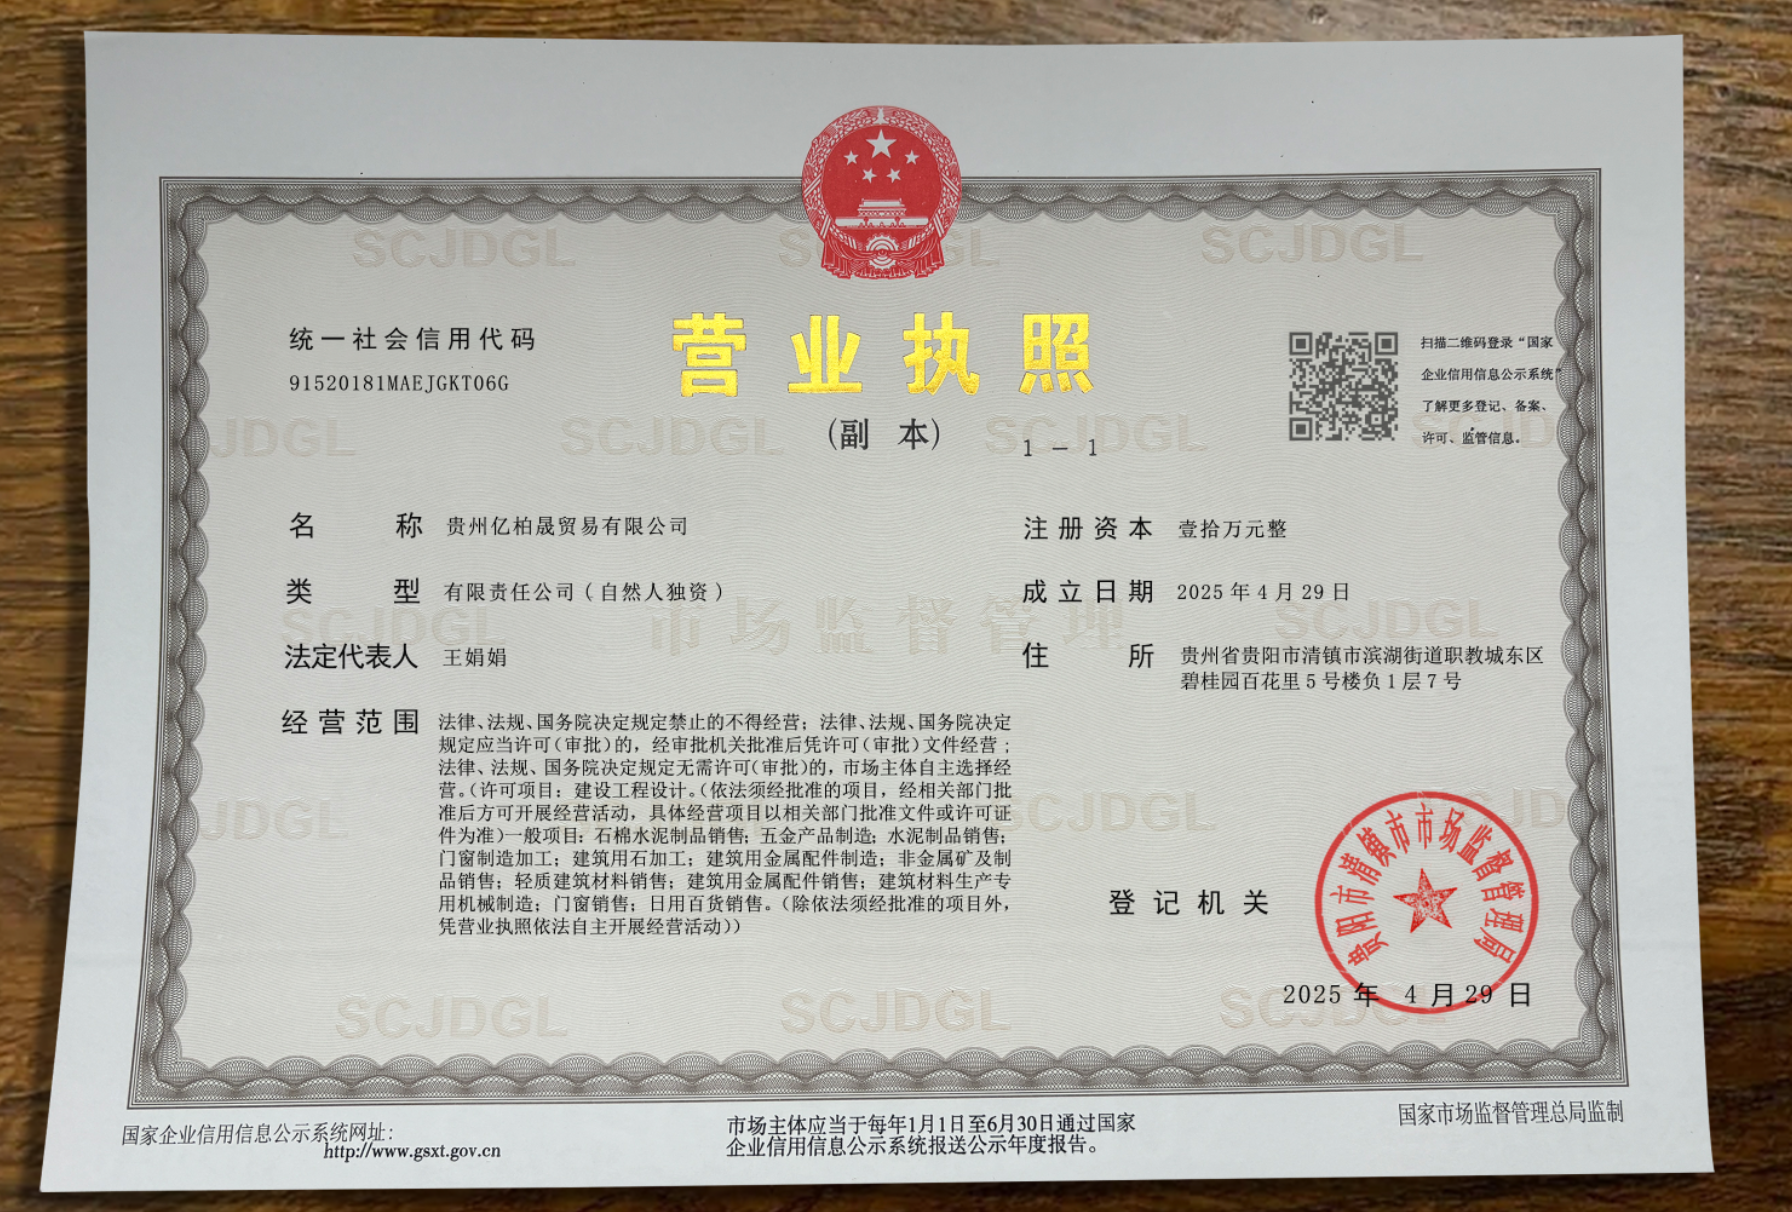 统一社会信用代码
91520181MAEJGKT06G
营业执照
（副 本）
1－1
扫描二维码登录“国家
企业信用信息公示系统”
了解更多登记、备案、
许可、监管信息。
名称 贵州亿柏晟贸易有限公司
类型 有限责任公司（自然人独资）
法定代表人 王娟娟
经营范围 法律、法规、国务院决定规定禁止的不得经营；法律、法规、国务院决定
规定应当许可（审批）的，经审批机关批准后凭许可（审批）文件经营；
法律、法规、国务院决定规定无需许可（审批）的，市场主体自主选择经
营。（许可项目：建设工程设计。（依法须经批准的项目，经相关部门批
准后方可开展经营活动，具体经营项目以相关部门批准文件或许可证
件为准）一般项目：石棉水泥制品销售；五金产品制造；水泥制品销售；
门窗制造加工；建筑用石加工；建筑用金属配件制造；非金属矿及制
品销售；轻质建筑材料销售；建筑用金属配件销售；建筑材料生产专
用机械制造；门窗销售；日用百货销售。（除依法须经批准的项目外，
凭营业执照依法自主开展经营活动））
注册资本 壹拾万元整
成立日期 2025年4月29日
住所 贵州省贵阳市清镇市滨湖街道职教城东区
碧桂园百花里5号楼负1层7号
登记机关
贵阳市清镇市市场监督管理局
2025年4月29日
SCJDGL
市场监督管理
国家企业信用信息公示系统网址：
http://www.gsxt.gov.cn
市场主体应当于每年1月1日至6月30日通过国家
企业信用信息公示系统报送公示年度报告。
国家市场监督管理总局监制